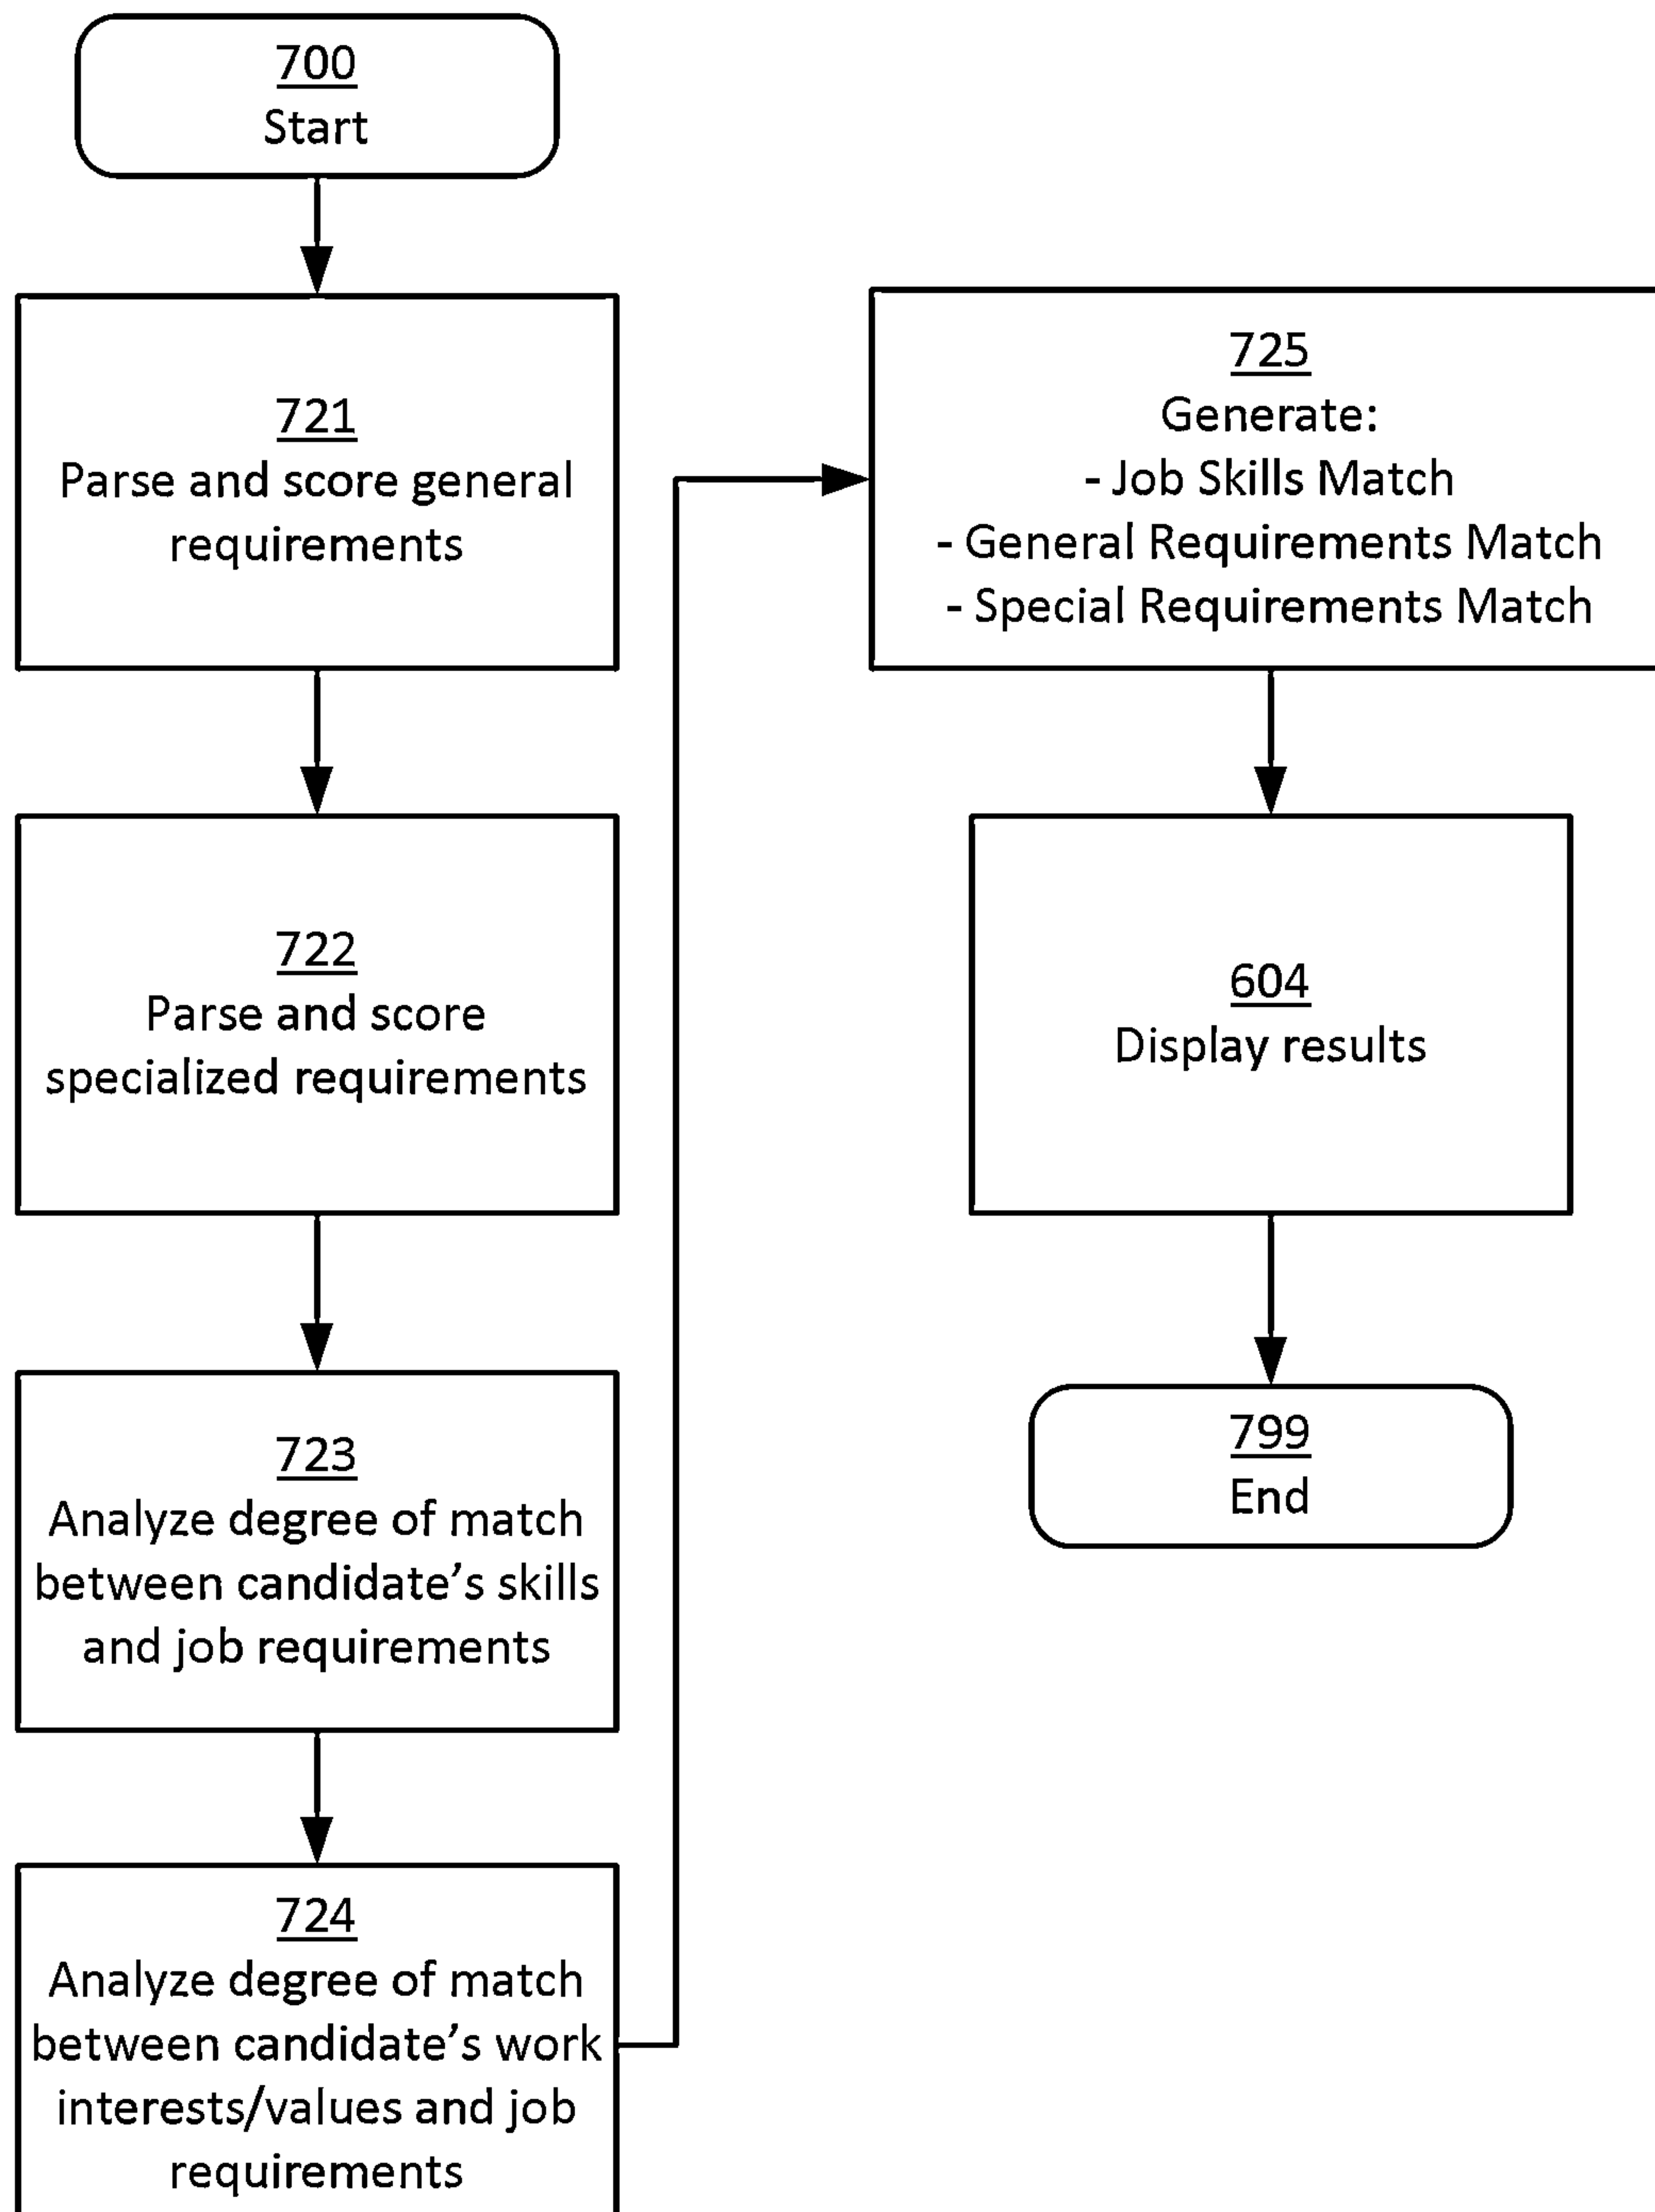 700
Start
721
Parse and score general
requirements
722
Parse and score
specialized requirements
723
Analyze degree of match
between candidate’s skills
and job requirements
724
Analyze degree of match
between candidate’s work
interests/values and job
requirements
725
Generate:
- Job Skills Match
- General Requirements Match
- Special Requirements Match
604
Display results
799
End